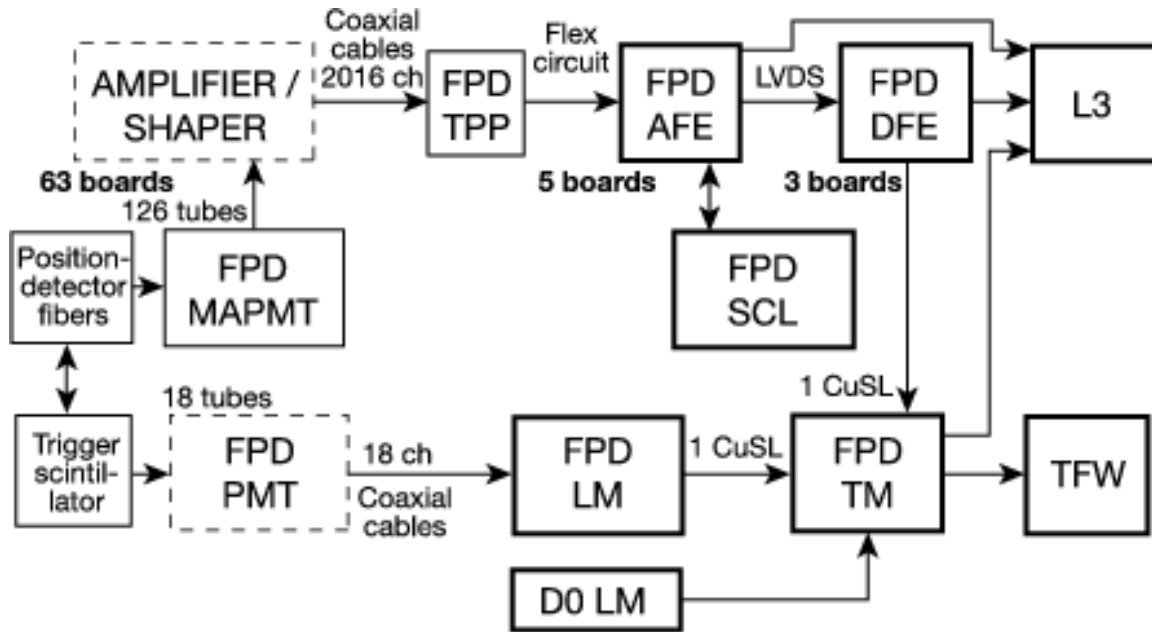 Coaxial
cables
2016 ch
Flex
circuit
AMPLIFIER /
SHAPER
FPD
TPP
FPD
AFE
LVDS
FPD
DFE
L3
63 boards
5 boards
3 boards
126 tubes
Position-
detector
fibers
FPD
MAPMT
FPD
SCL
1 CuSL
18 tubes
Trigger
scintil-
lator
FPD
PMT
18 ch
Coaxial
cables
FPD
LM
1 CuSL
FPD
TM
TFW
D0 LM